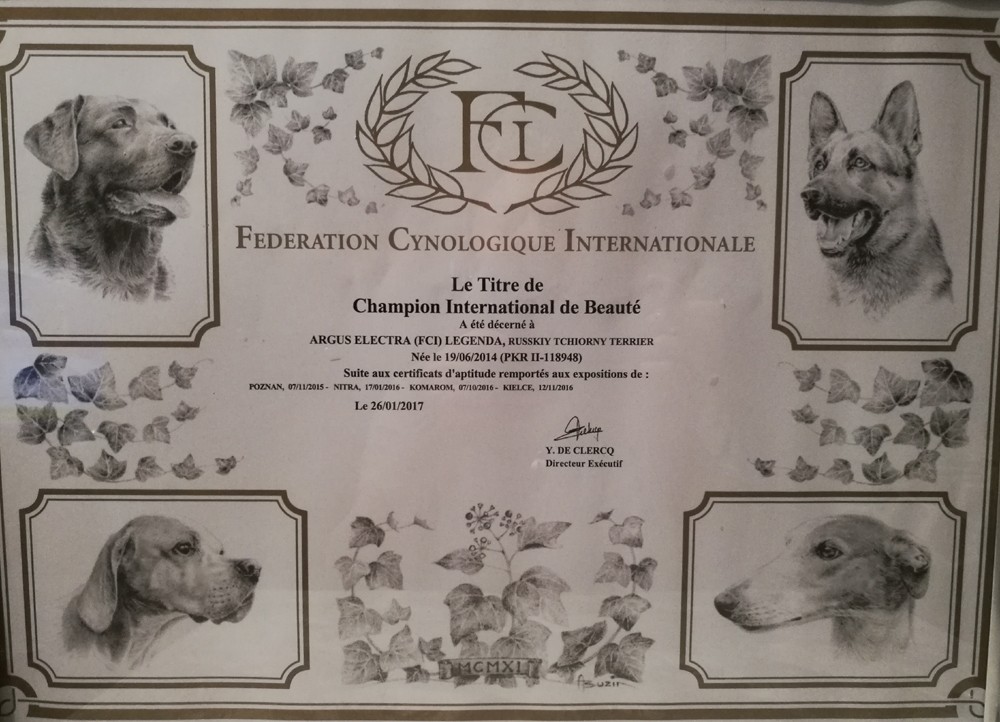 FCI
FEDERATION CYNOLOGIQUE INTERNATIONALE
Le Titre de
Champion International de Beauté
A été décerné à
ARGUS ELECTRA (FCI) LEGENDA, RUSSKIY TCHIORNY TERRIER
Née le 19/06/2014 (PKR II-118948)
Suite aux certificats d'aptitude remportés aux expositions de :
POZNAN, 07/11/2015 - NITRA, 17/01/2016 - KOMAROM, 07/10/2016 - KIELCE, 12/11/2016
Le 26/01/2017
Y. DE CLERCQ
Directeur Exécutif
MCMXI